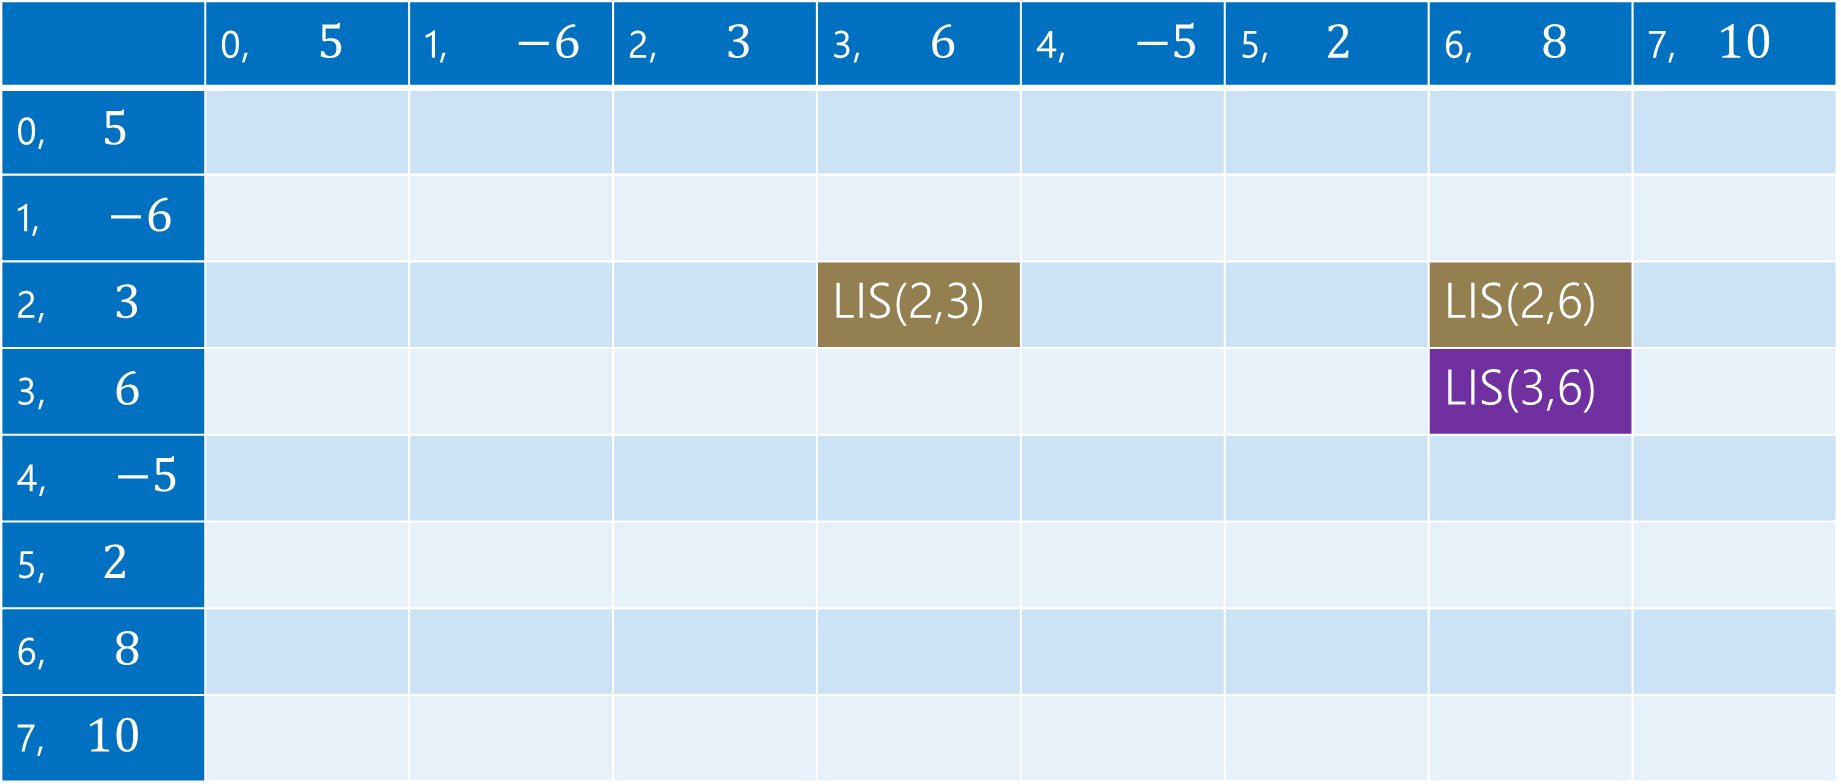 0, 5 1, −6 2, 3 3, 6 4, −5 5, 2 6, 8 7, 10
0, 5
1, −6
2, 3 LIS(2,3) LIS(2,6)
3, 6 LIS(3,6)
4, −5
5, 2
6, 8
7, 10